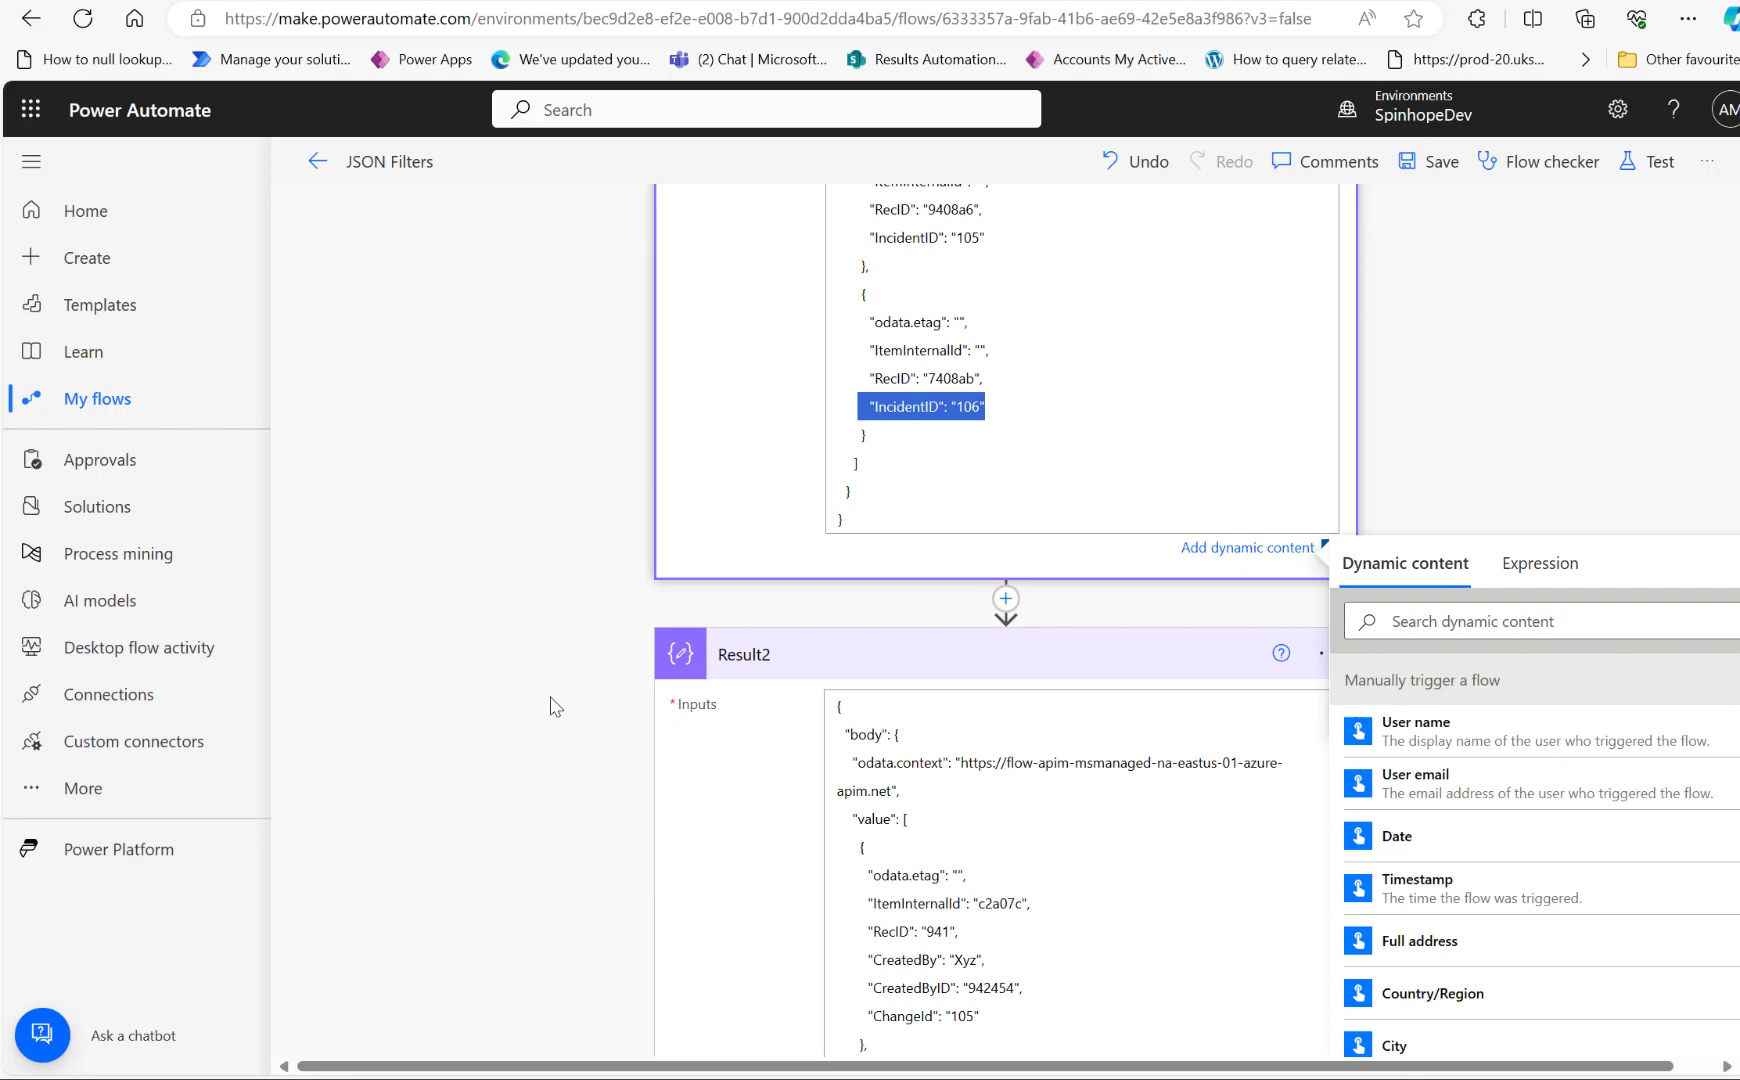 https://make.powerautomate.com/environments/bec9d2e8-ef2e-e008-b7d1-900d2dda4ba5/flows/6333357a-9fab-41b6-ae69-42e5e8a3f986?v3=false
How to null lookup...
Manage your soluti...
Power Apps
We've updated you...
(2) Chat | Microsoft...
Results Automation...
Accounts My Active...
How to query relate...
https://prod-20.uks...
Other favourite
Power Automate
Search
Environments
SpinhopeDev
AM
JSON Filters
Undo
Redo
Comments
Save
Flow checker
Test
Home
Create
Templates
Learn
My flows
Approvals
Solutions
Process mining
AI models
Desktop flow activity
Connections
Custom connectors
More
Power Platform
Ask a chatbot
"ItemInternalId": "",
"RecID": "9408a6",
"IncidentID": "105"
},
{
"odata.etag": "",
"ItemInternalId": "",
"RecID": "7408ab",
"IncidentID": "106"
}
]
}
}
Add dynamic content
Result2
* Inputs
{
"body": {
"odata.context": "https://flow-apim-msmanaged-na-eastus-01-azure-
apim.net",
"value": [
{
"odata.etag": "",
"ItemInternalId": "c2a07c",
"RecID": "941",
"CreatedBy": "Xyz",
"CreatedByID": "942454",
"ChangeId": "105"
},
Dynamic content
Expression
Search dynamic content
Manually trigger a flow
User name
The display name of the user who triggered the flow.
User email
The email address of the user who triggered the flow.
Date
Timestamp
The time the flow was triggered.
Full address
Country/Region
City